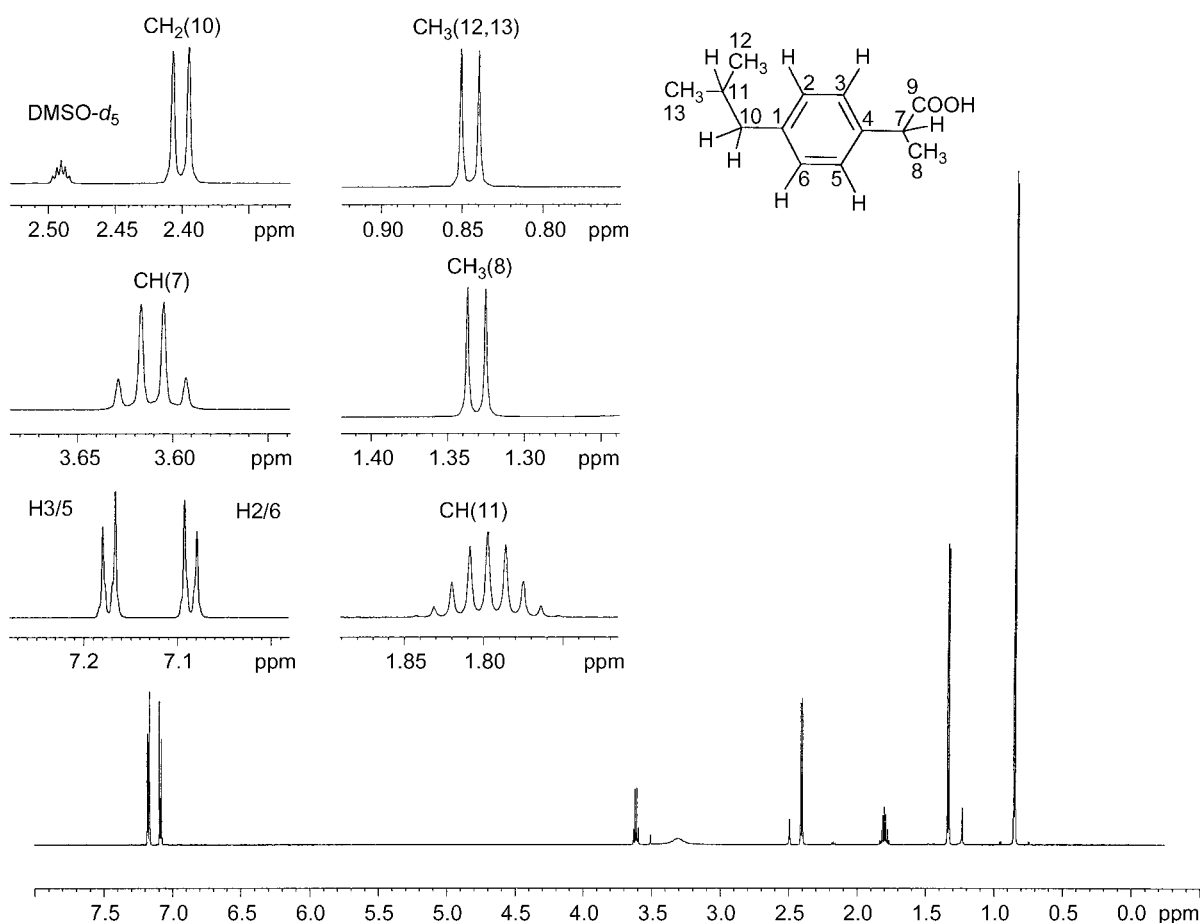 CH2(10)
DMSO-d5
2.50 2.45 2.40 ppm
CH3(12,13)
0.90 0.85 0.80 ppm
CH(7)
3.65 3.60 ppm
CH3(8)
1.40 1.35 1.30 ppm
H3/5 H2/6
7.2 7.1 ppm
CH(11)
1.85 1.80 ppm
H 12
CH3 H H
2 3 9
CH3 11 COOH
13 10 1 4 7 H
H CH3
H 6 5 8
H H
7.5 7.0 6.5 6.0 5.5 5.0 4.5 4.0 3.5 3.0 2.5 2.0 1.5 1.0 0.5 0.0 ppm